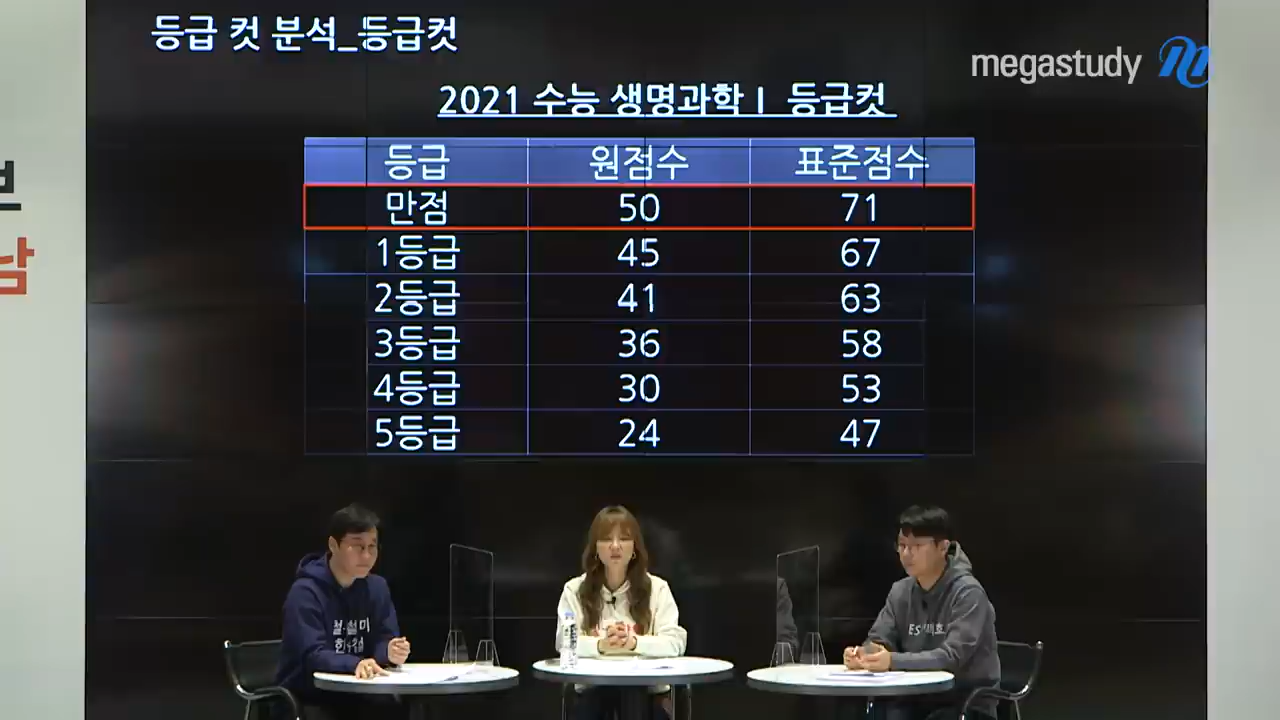 등급 컷 분석_등급컷
megastudy
2021 수능 생명과학Ⅰ 등급컷
등급 원점수 표준점수
만점 50 71
1등급 45 67
2등급 41 63
3등급 36 58
4등급 30 53
5등급 24 47